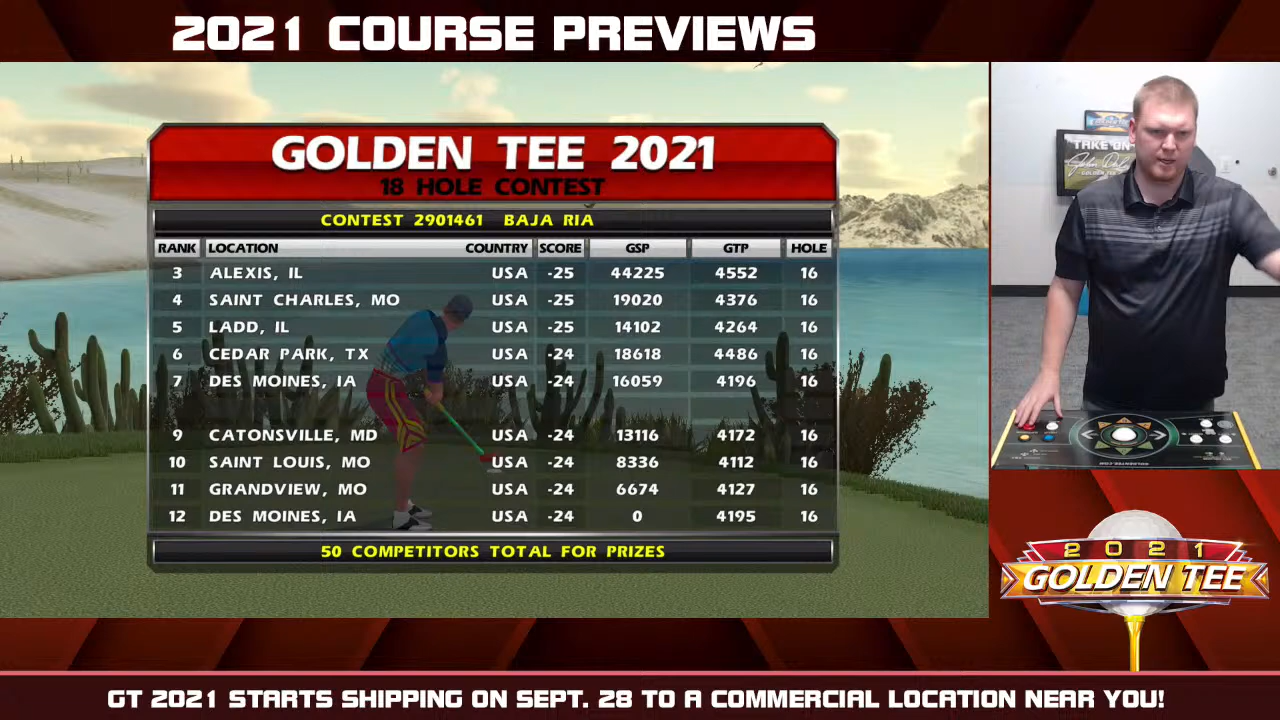 2021 COURSE PREVIEWS
GOLDEN TEE 2021
18 HOLE CONTEST
CONTEST 2901461 BAJA RIA
RANK LOCATION COUNTRY SCORE GSP GTP HOLE
3 ALEXIS, IL USA -25 44225 4552 16
4 SAINT CHARLES, MO USA -25 19020 4376 16
5 LADD, IL USA -25 14102 4264 16
6 CEDAR PARK, TX USA -24 18618 4486 16
7 DES MOINES, IA USA -24 16059 4196 16
9 CATONSVILLE, MD USA -24 13116 4172 16
10 SAINT LOUIS, MO USA -24 8336 4112 16
11 GRANDVIEW, MO USA -24 6674 4127 16
12 DES MOINES, IA USA -24 0 4195 16
50 COMPETITORS TOTAL FOR PRIZES
TAKE ON
GOLDEN TEE
2021
GOLDEN TEE
GT 2021 STARTS SHIPPING ON SEPT. 28 TO A COMMERCIAL LOCATION NEAR YOU!